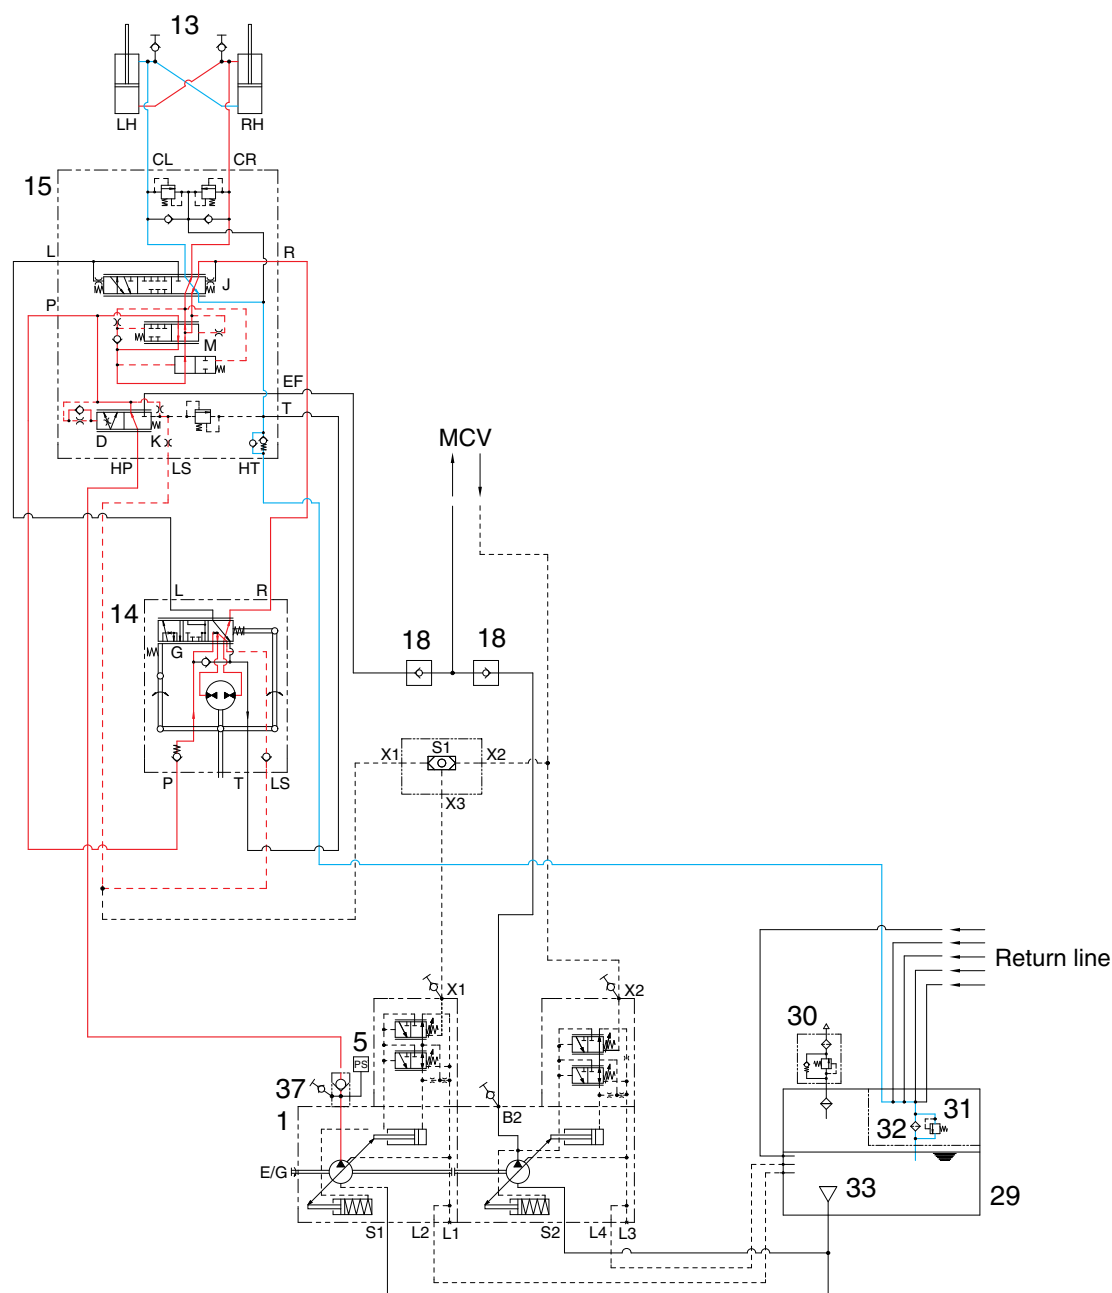 13
LH RH
CL CR
15
L R
J
P
M
EF
T
D K
HP LS HT
MCV
L R
14
G
18 18
X1 S1 X2
X3
P T LS
Return line
X1 X2
30
5
PS
37
1 B2
31
32
E/G
33
29
S1 L2 L1 S2 L4 L3